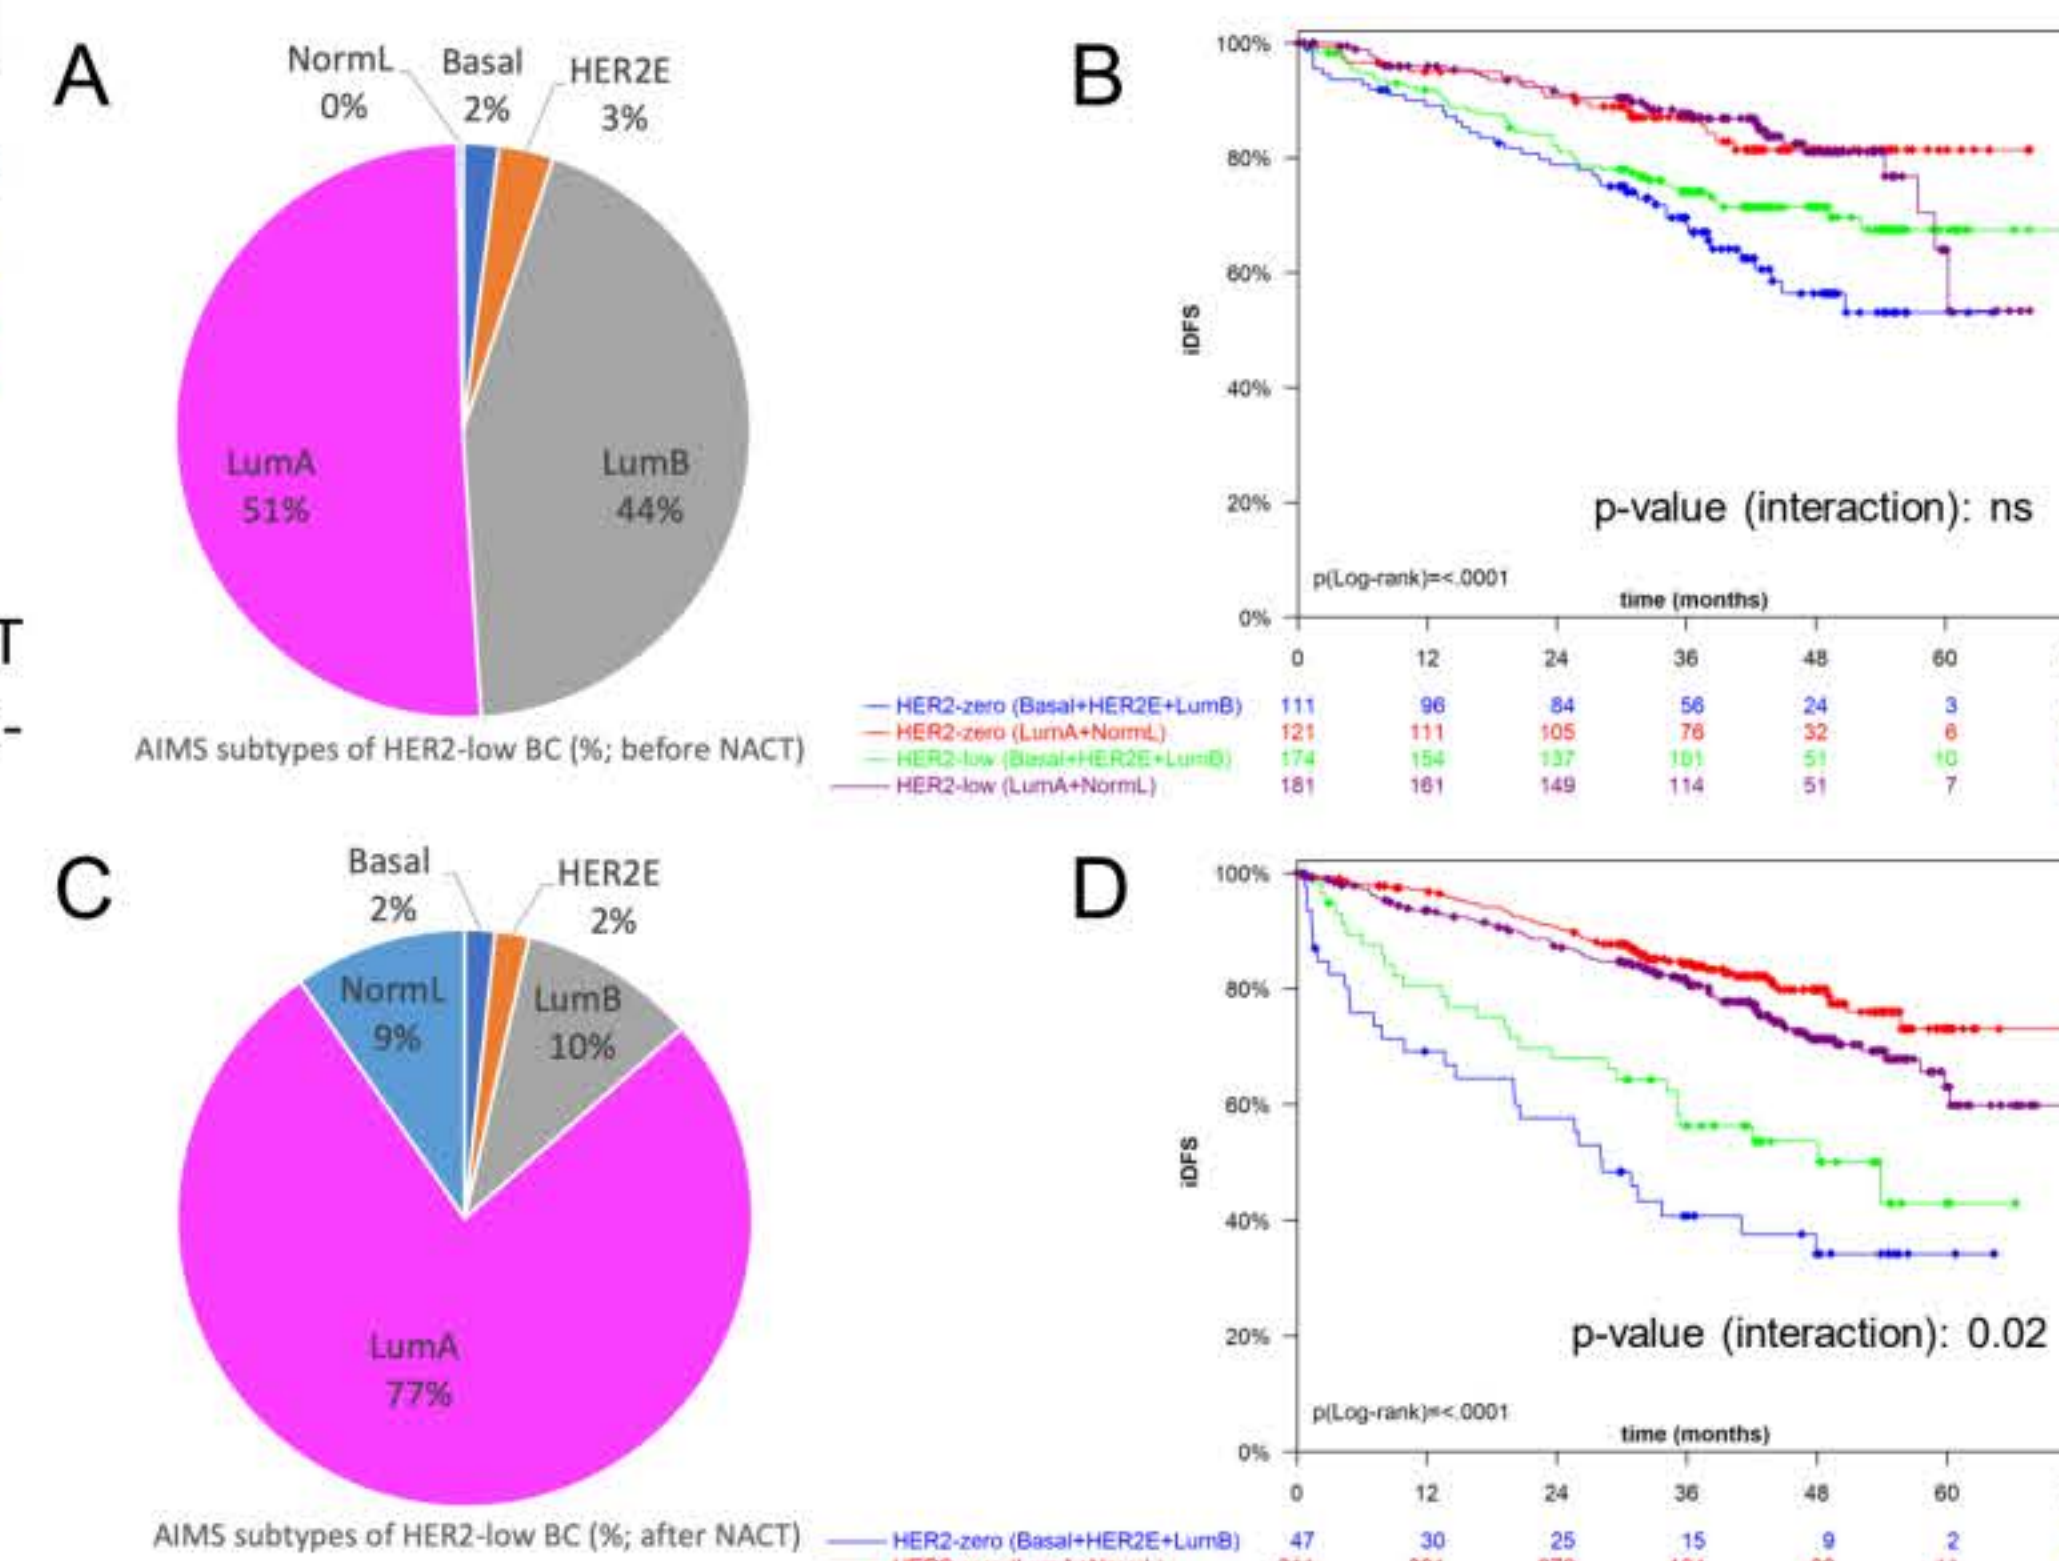 A
NormL
0%
Basal
2%
HER2E
3%
LumA
51%
LumB
44%
AIMS subtypes of HER2-low BC (%; before NACT)
T
-
B
100%
80%
60%
40%
20%
0%
iDFS
p-value (interaction): ns
p(Log-rank)=<.0001
time (months)
0 12 24 36 48 60
HER2-zero (Basal+HER2E+LumB) 111 96 84 56 24 3
HER2-zero (LumA+NormL) 121 111 105 76 32 6
HER2-low (Basal+HER2E+LumB) 174 154 137 101 51 10
HER2-low (LumA+NormL) 181 161 149 114 51 7
C
Basal
2%
HER2E
2%
NormL
9%
LumB
10%
LumA
77%
AIMS subtypes of HER2-low BC (%; after NACT)
D
100%
80%
60%
40%
20%
0%
iDFS
p-value (interaction): 0.02
p(Log-rank)=<.0001
time (months)
0 12 24 36 48 60
HER2-zero (Basal+HER2E+LumB) 47 30 25 15 9 2